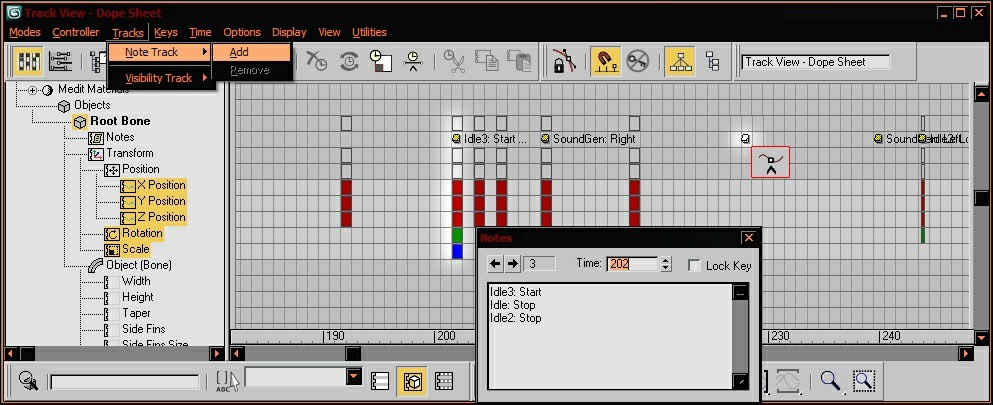 Track View - Dope Sheet
Modes Controller Tracks Keys Time Options Display View Utilities
Note Track Add
Remove
Visibility Track
Track View - Dope Sheet
Medit Materials
Objects
Root Bone
Notes
Idle3: Start ... SoundGen: Right
Transform
Position
X Position
Y Position
Z Position
Rotation
Scale
Object (Bone)
Width
Height
Taper
Side Fins
Side Fins Size
Notes
3 Time: 202 Lock Key
Idle3: Start
Idle: Stop
Idle2: Stop
190 200 230 240
ABC